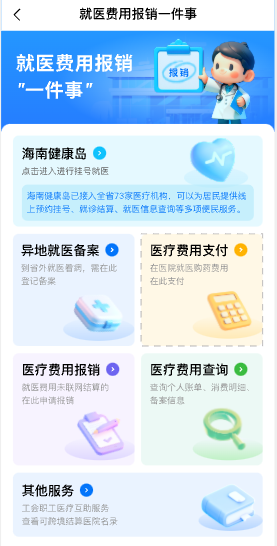 就医费用报销一件事
就医费用报销
"一件事"
报销
海南健康岛
点击进入进行挂号就医
海南健康岛已接入全省73家医疗机构，可以为居民提供线
上预约挂号、就诊结算、就医信息查询等多项便民服务。
异地就医备案
到省外就医看病，需在此
登记备案
医疗费用支付
在医院就医购药费用
在此支付
医疗费用报销
就医费用未联网结算的
在此申请报销
医疗费用查询
查询个人账单、消费明细、
备案信息
其他服务
工会职工医疗互助服务
查看可跨境结算医院名录